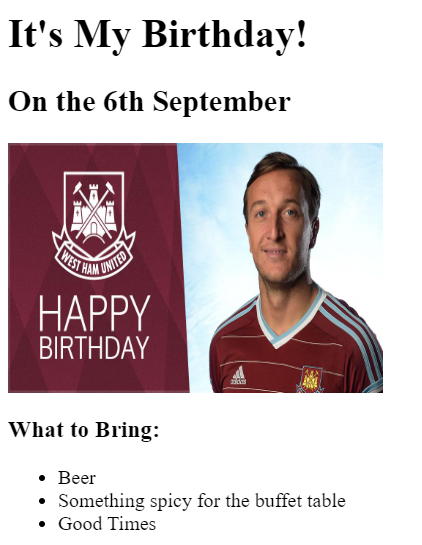 It's My Birthday!
On the 6th September
WEST HAM UNITED
HAPPY
BIRTHDAY
adidas
What to Bring:
Beer
Something spicy for the buffet table
Good Times